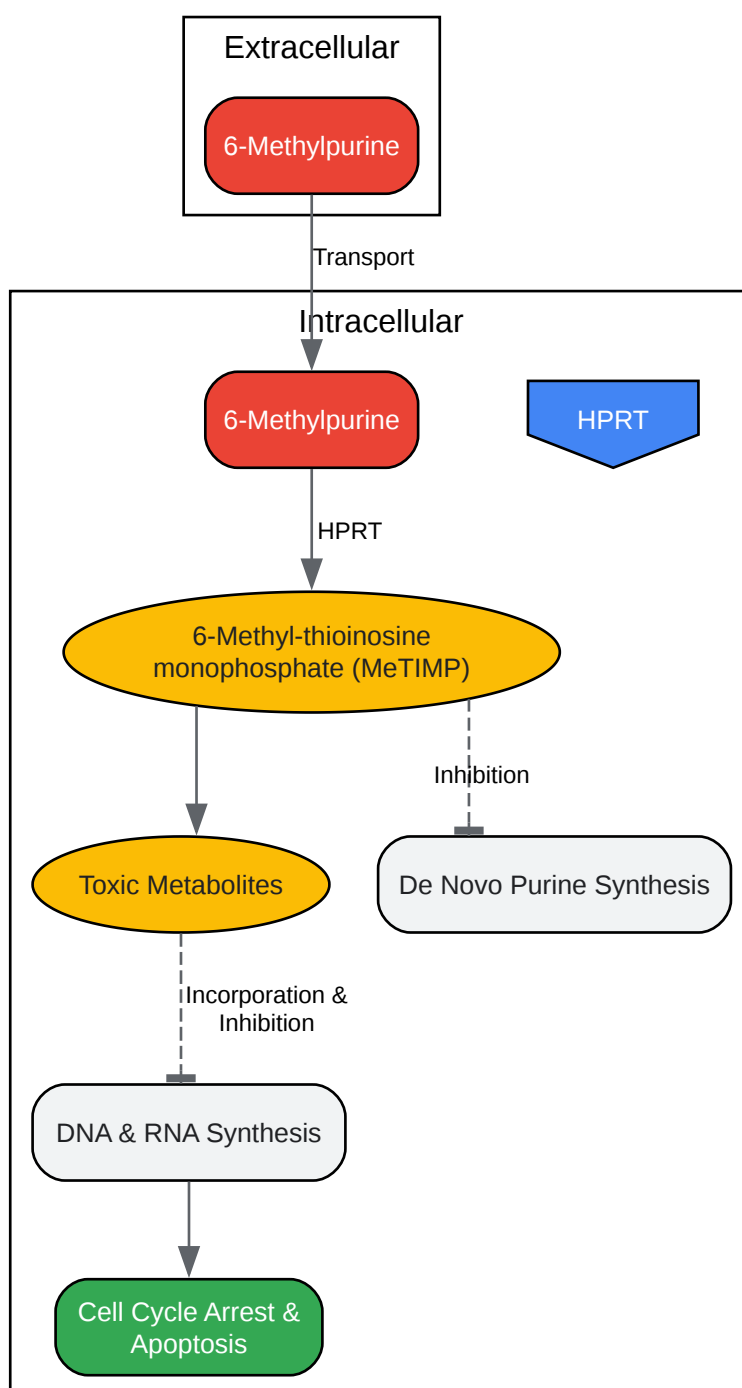 Extracellular
6-Methylpurine
Transport
Intracellular
6-Methylpurine
HPRT
HPRT
6-Methyl-thioinosine
monophosphate (MeTIMP)
Inhibition
Toxic Metabolites
De Novo Purine Synthesis
Incorporation &
Inhibition
DNA & RNA Synthesis
Cell Cycle Arrest &
Apoptosis